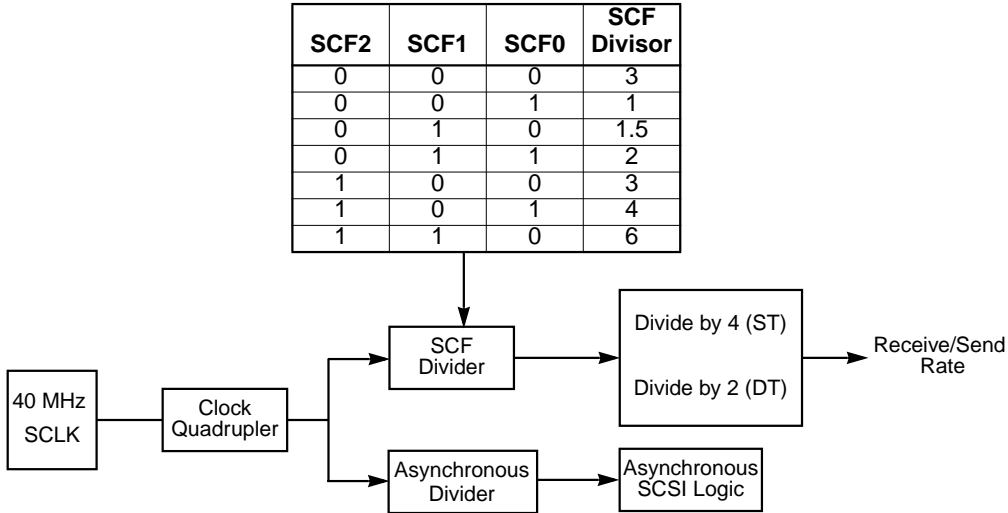 SCF2 SCF1 SCF0 SCF Divisor
0 0 0 3
0 0 1 1
0 1 0 1.5
0 1 1 2
1 0 0 3
1 0 1 4
1 1 0 6
SCF
Divider
Divide by 4 (ST)
Divide by 2 (DT)
Receive/Send
Rate
40 MHz
SCLK
Clock
Quadrupler
Asynchronous
Divider
Asynchronous
SCSI Logic